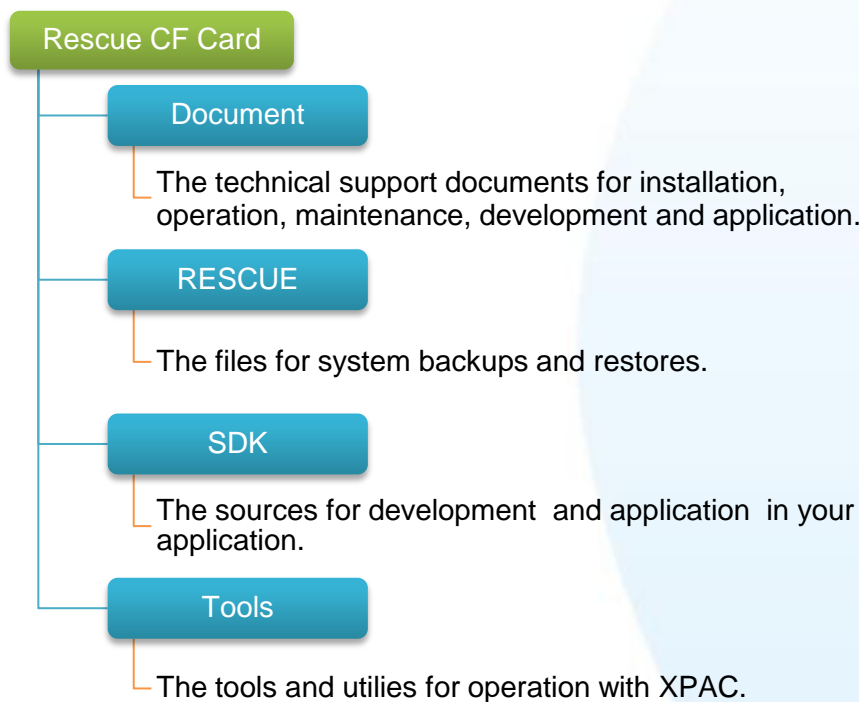 Rescue CF Card
Document
The technical support documents for installation,
operation, maintenance, development and application.
RESCUE
The files for system backups and restores.
SDK
The sources for development  and application  in your
application.
Tools
The tools and utilies for operation with XPAC.